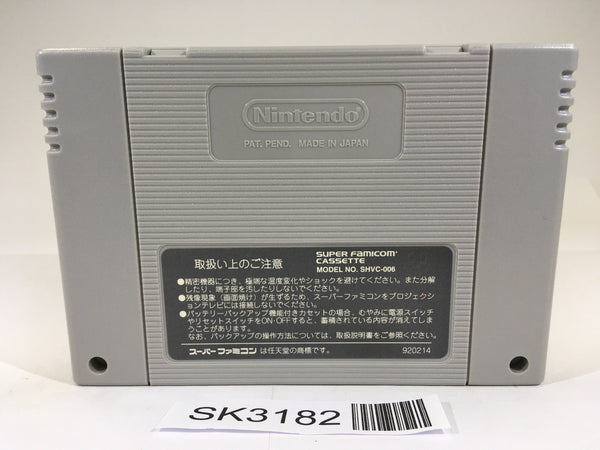 Nintendo
PAT. PEND. MADE IN JAPAN
取扱い上のご注意
SUPER FAMICOM
CASSETTE
MODEL NO. SHVC-006
●精密機器につき、極端な温度変化やショックを避けてください。また分解
したり、端子部を汚したりしないでください。
●残像現象（画面焼け）が生ずるため、スーパーファミコンをプロジェクシ
ョンテレビには接続しないでください。
●バッテリーバックアップ機能付きカセットの場合、むやみに電源スイッチ
やリセットスイッチをON・OFFすると、蓄積されている内容が消えてしま
うことがあります。
なお、バックアップの操作方法については、取扱説明書をご参照ください。
スーパーファミコン は任天堂の商標です。
920214
SK3182